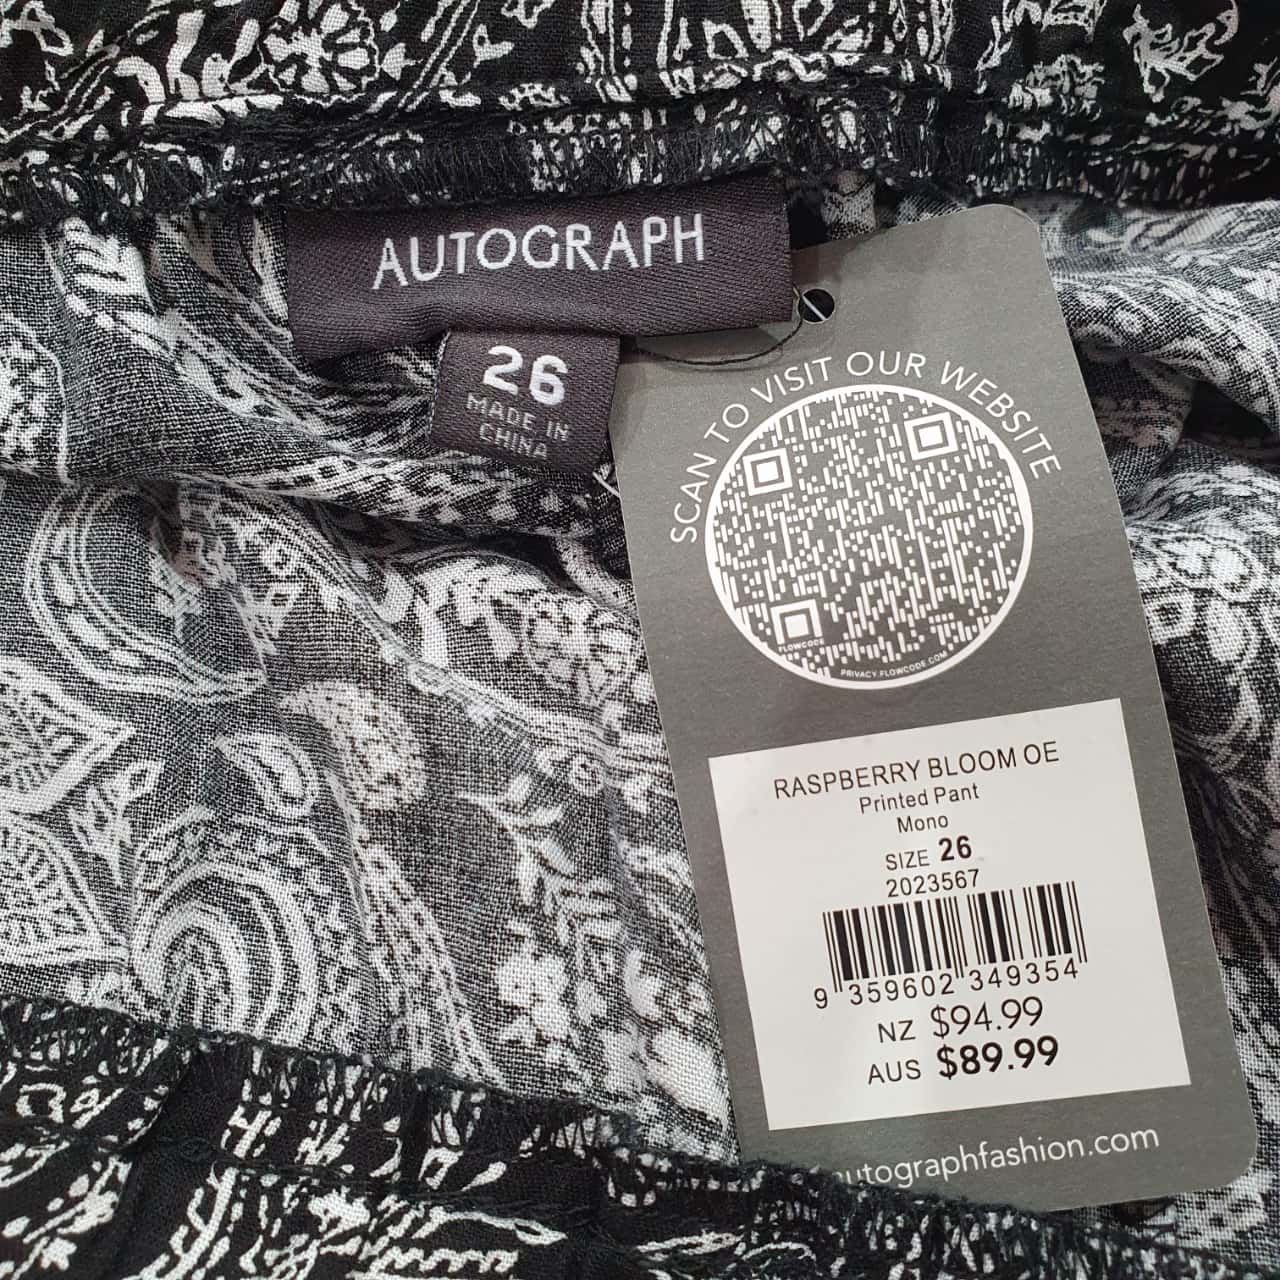 AUTOGRAPH
26
MADE IN
CHINA
SCAN TO VISIT OUR WEBSITE
FLOWCODE
PRIVACY.FLOWCODE.COM
RASPBERRY BLOOM OE
Printed Pant
Mono
SIZE 26
2023567
9 359602 349354
NZ $94.99
AUS $89.99
autographfashion.com